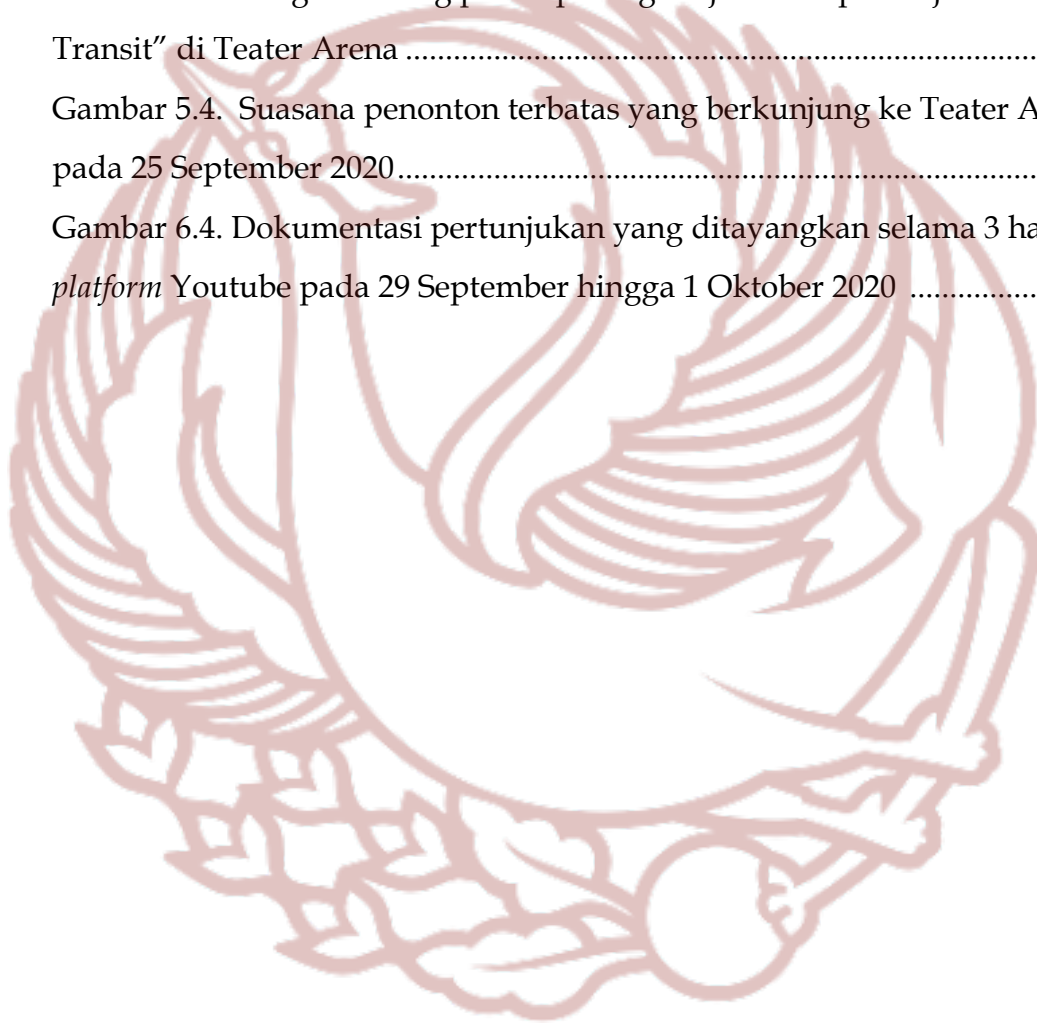 Transit” di Teater Arena ..........................................................................................
Gambar 5.4. Suasana penonton terbatas yang berkunjung ke Teater A
pada 25 September 2020...........................................................................................
Gambar 6.4. Dokumentasi pertunjukan yang ditayangkan selama 3 ha
platform Youtube pada 29 September hingga 1 Oktober 2020 ................